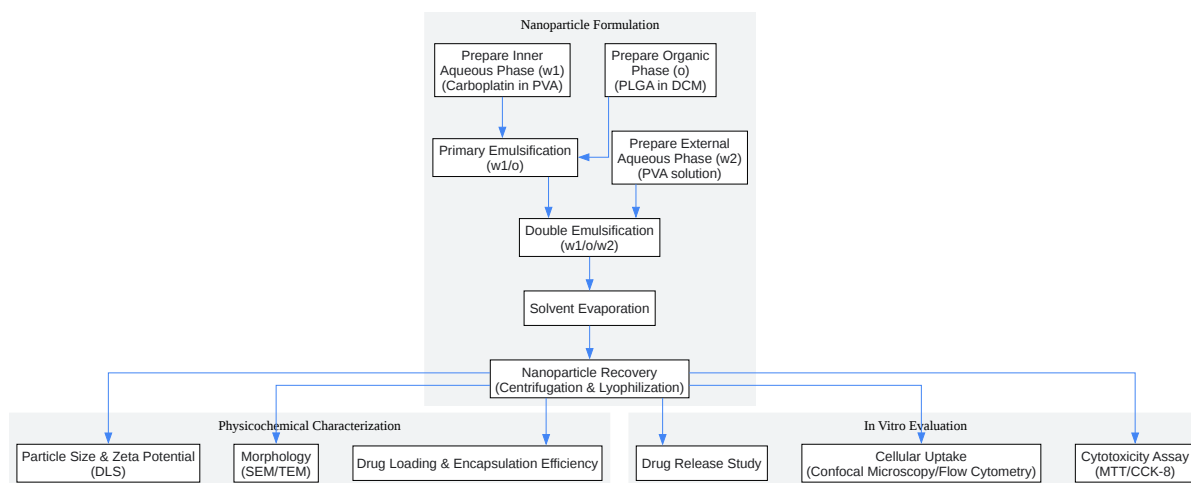 Nanoparticle Formulation
Prepare Inner
Aqueous Phase (w1)
(Carboplatin in PVA)
Prepare Organic
Phase (o)
(PLGA in DCM)
Primary Emulsification
(w1/o)
Prepare External
Aqueous Phase (w2)
(PVA solution)
Double Emulsification
(w1/o/w2)
Solvent Evaporation
Nanoparticle Recovery
(Centrifugation & Lyophilization)
Physicochemical Characterization
Particle Size & Zeta Potential
(DLS)
Morphology
(SEM/TEM)
Drug Loading & Encapsulation Efficiency
In Vitro Evaluation
Drug Release Study
Cellular Uptake
(Confocal Microscopy/Flow Cytometry)
Cytotoxicity Assay
(MTT/CCK-8)